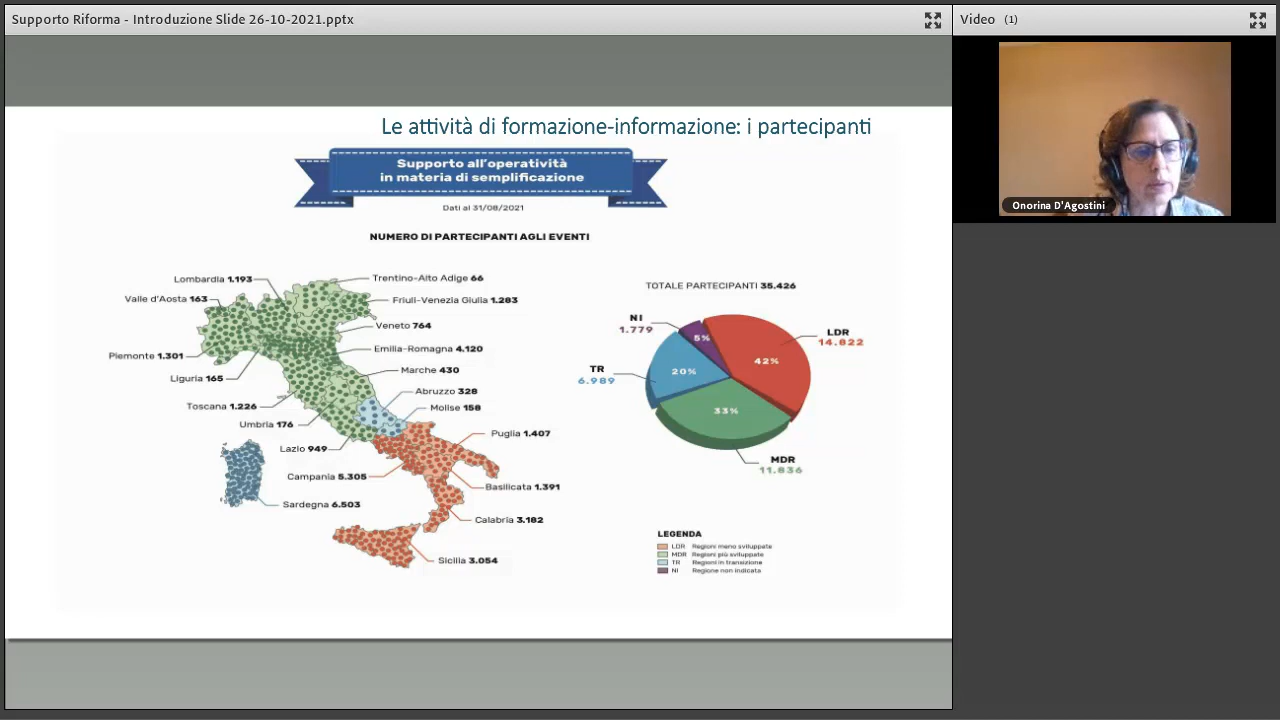 Supporto Riforma - Introduzione Slide 26-10-2021.pptx
Video (1)
Onorina D'Agostini
Le attività di formazione-informazione: i partecipanti
Supporto all'operatività
in materia di semplificazione
Dati al 31/08/2021
NUMERO DI PARTECIPANTI AGLI EVENTI
Lombardia 1.193
Trentino-Alto Adige 66
Valle d'Aosta 163
Friuli-Venezia Giulia 1.283
Veneto 764
Piemonte 1.301
Emilia-Romagna 4.120
Liguria 165
Marche 430
Abruzzo 328
Toscana 1.226
Molise 158
Umbria 176
Puglia 1.407
Lazio 949
Campania 5.305
Basilicata 1.391
Sardegna 6.503
Calabria 3.182
Sicilia 3.054
TOTALE PARTECIPANTI 35.426
NI
1.779
5%
LDR
14.822
42%
TR
6.989
20%
33%
MDR
11.836
LEGENDA
LDR Regioni meno sviluppate
MDR Regioni più sviluppate
TR Regioni in transizione
NI Regione non indicata